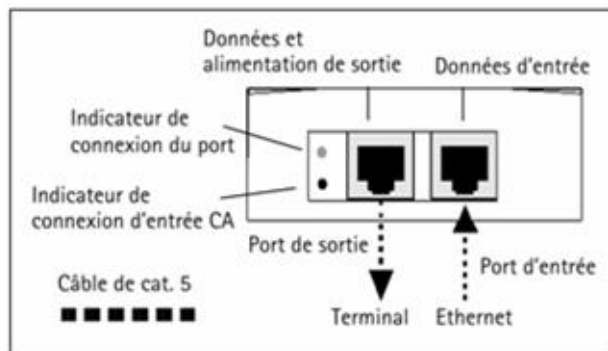 Données et
alimentation de sortie
Données d'entrée
Indicateur de
connexion du port
Indicateur de
connexion d'entrée CA
Port de sortie
Port d'entrée
Câble de cat. 5
Terminal
Ethernet